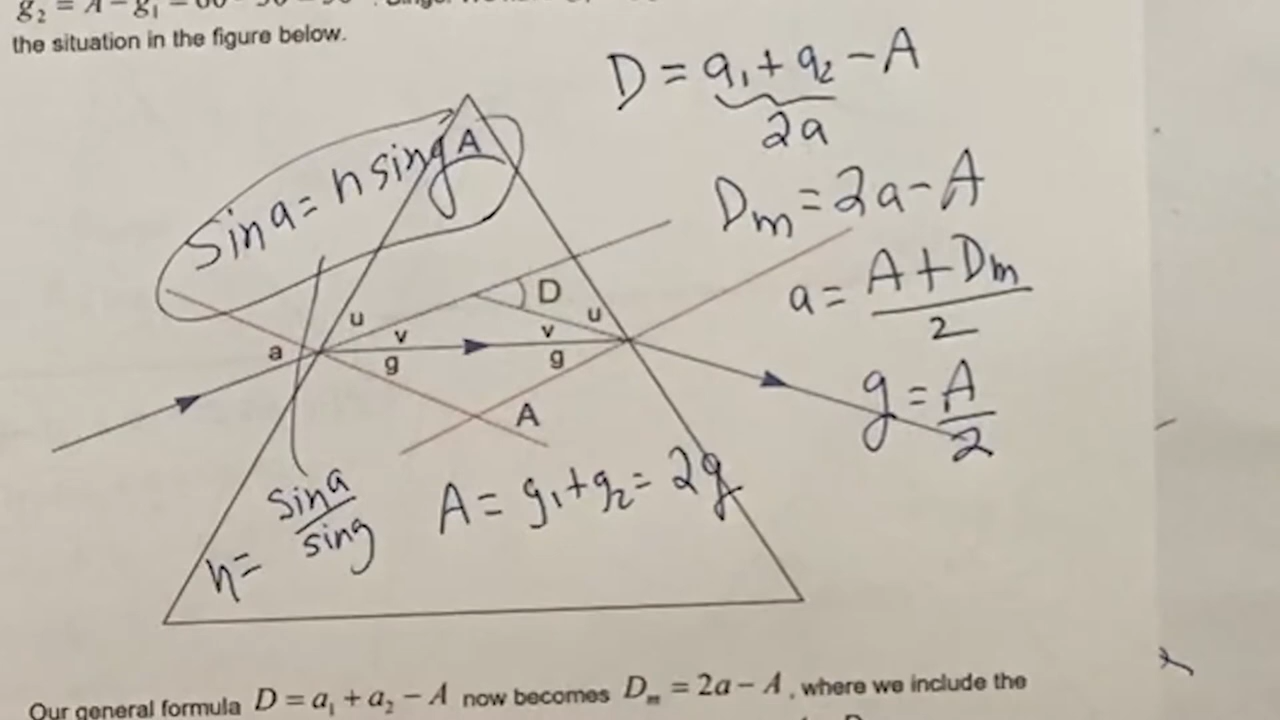 the situation in the figure below.
D = a₁ + a₂ − A
2a
Dm = 2a − A
a = (A + Dm)/2
g = A/2
Sin a = n sin g
A
D
u
u
v
v
a
g
g
A
A = g₁ + g₂ = 2g
n = sin a / sin g
Our general formula D = a₁ + a₂ − A now becomes Dₘ = 2a − A , where we include the